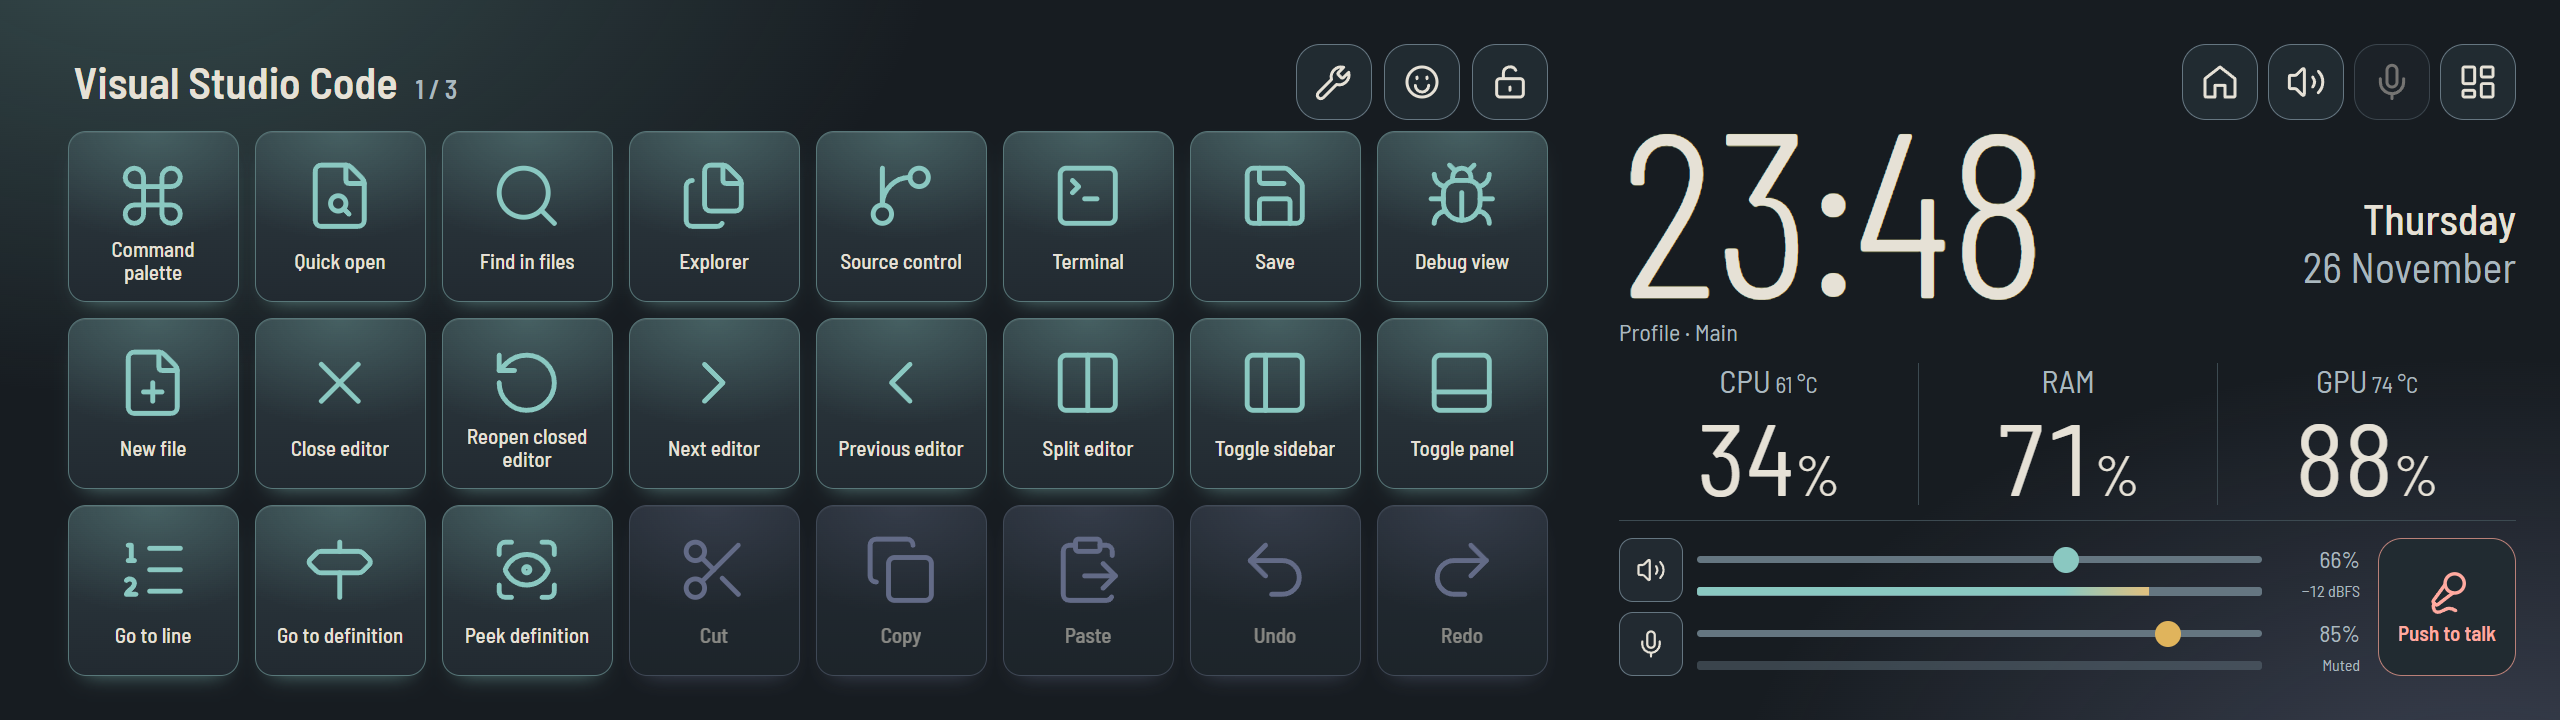 Visual Studio Code 1 / 3
Command
palette
Quick open
Find in files
Explorer
Source control
Terminal
Save
Debug view
New file
Close editor
Reopen closed
editor
Next editor
Previous editor
Split editor
Toggle sidebar
Toggle panel
1
2
Go to line
Go to definition
Peek definition
Cut
Copy
Paste
Undo
Redo
23:48
Thursday
26 November
Profile · Main
CPU 61 °C
34%
RAM
71%
GPU 74 °C
88%
66%
−12 dBFS
85%
Muted
Push to talk